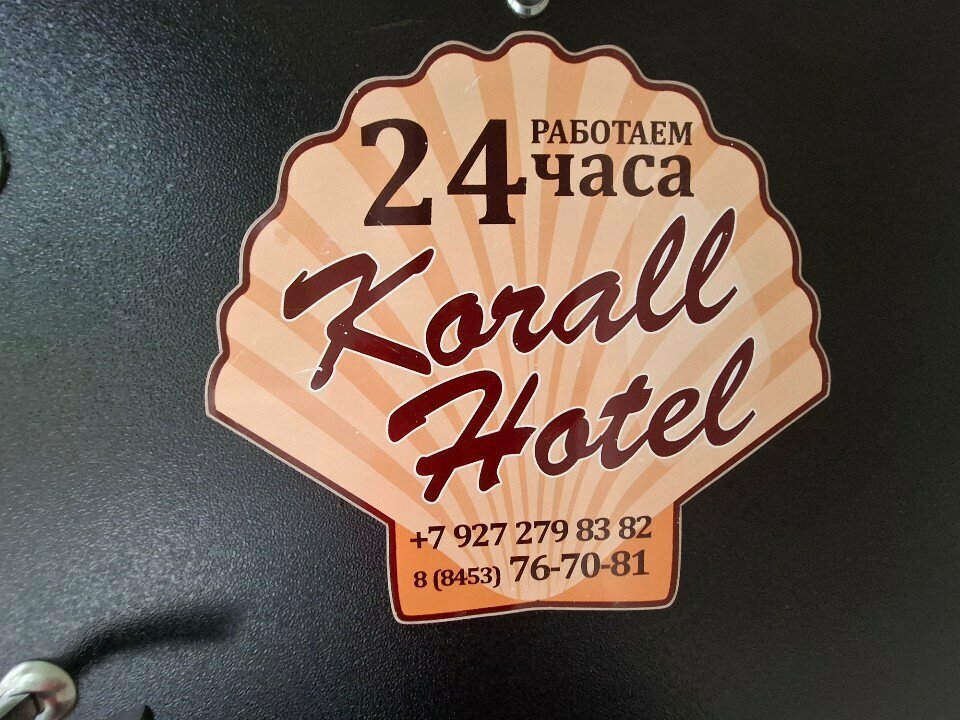 24 РАБОТАЕМ
часа
Korall
Hotel
+7 927 279 83 82
8 (8453) 76-70-81